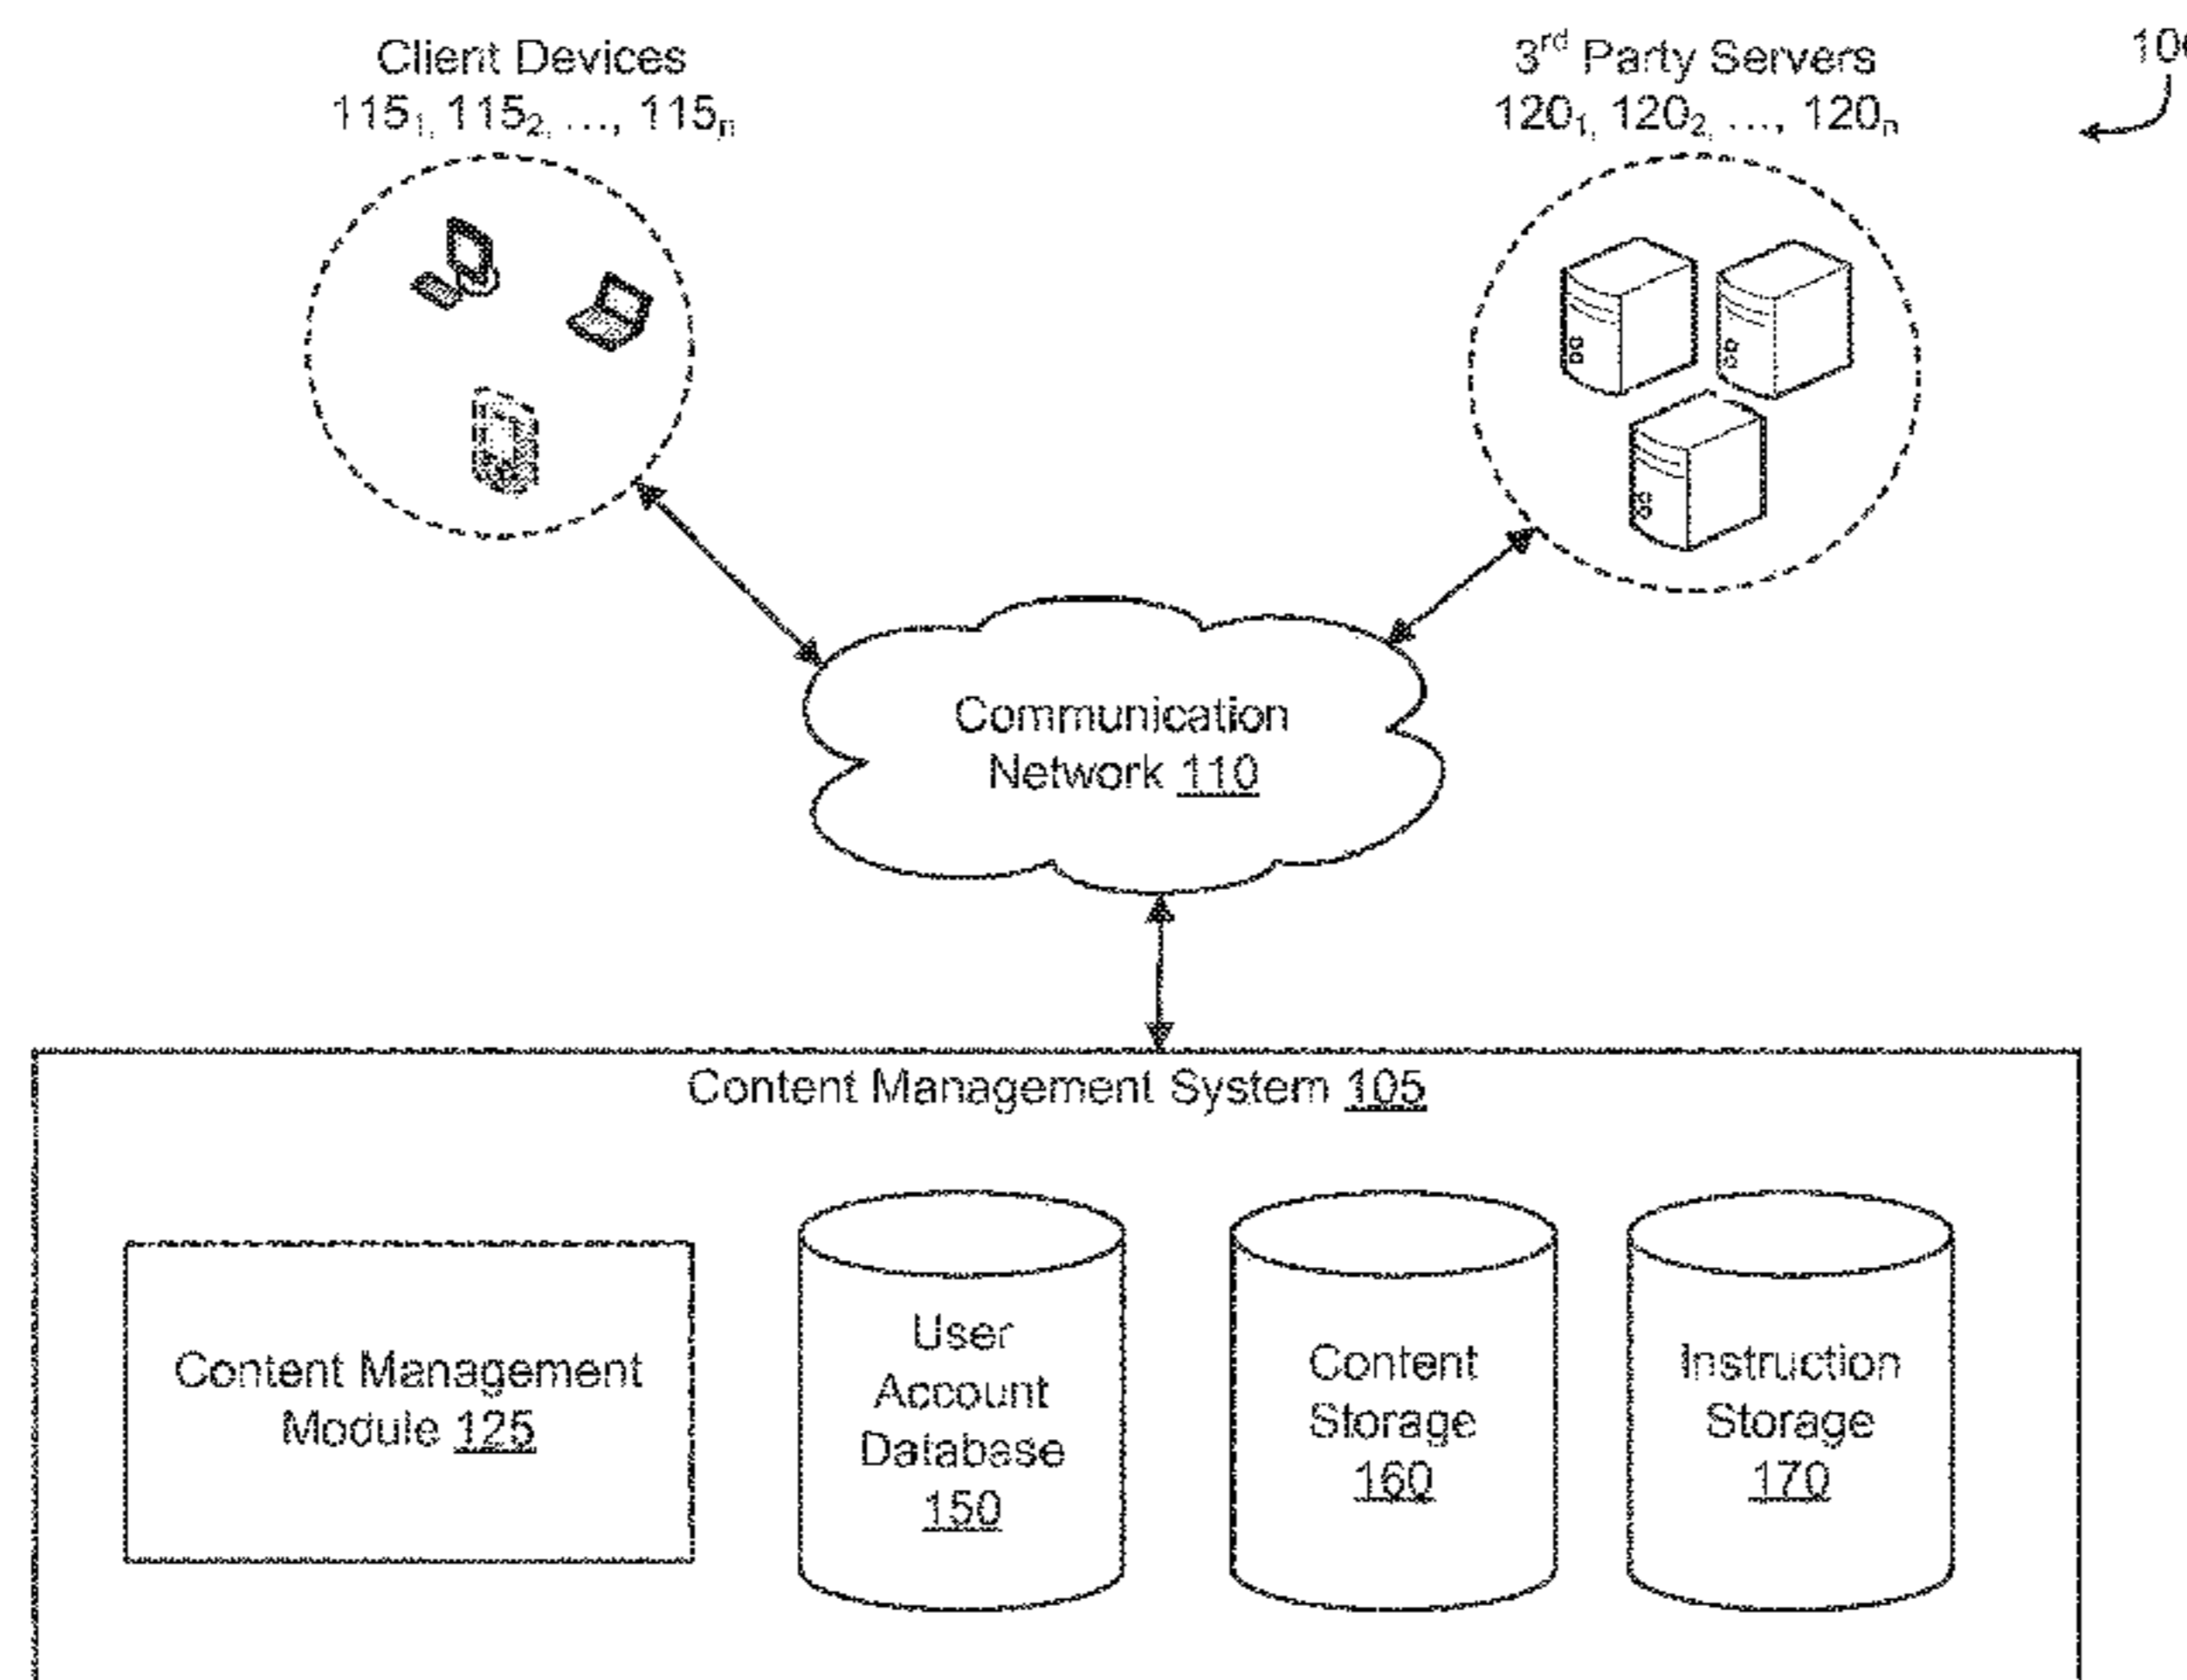 Client Devices
115₁, 115₂, ..., 115ₙ
3rd Party Servers
120₁, 120₂, ..., 120ₙ
Communication
Network 110
Content Management System 105
Content Management
Module 125
User
Account
Database
150
Content
Storage
160
Instruction
Storage
170